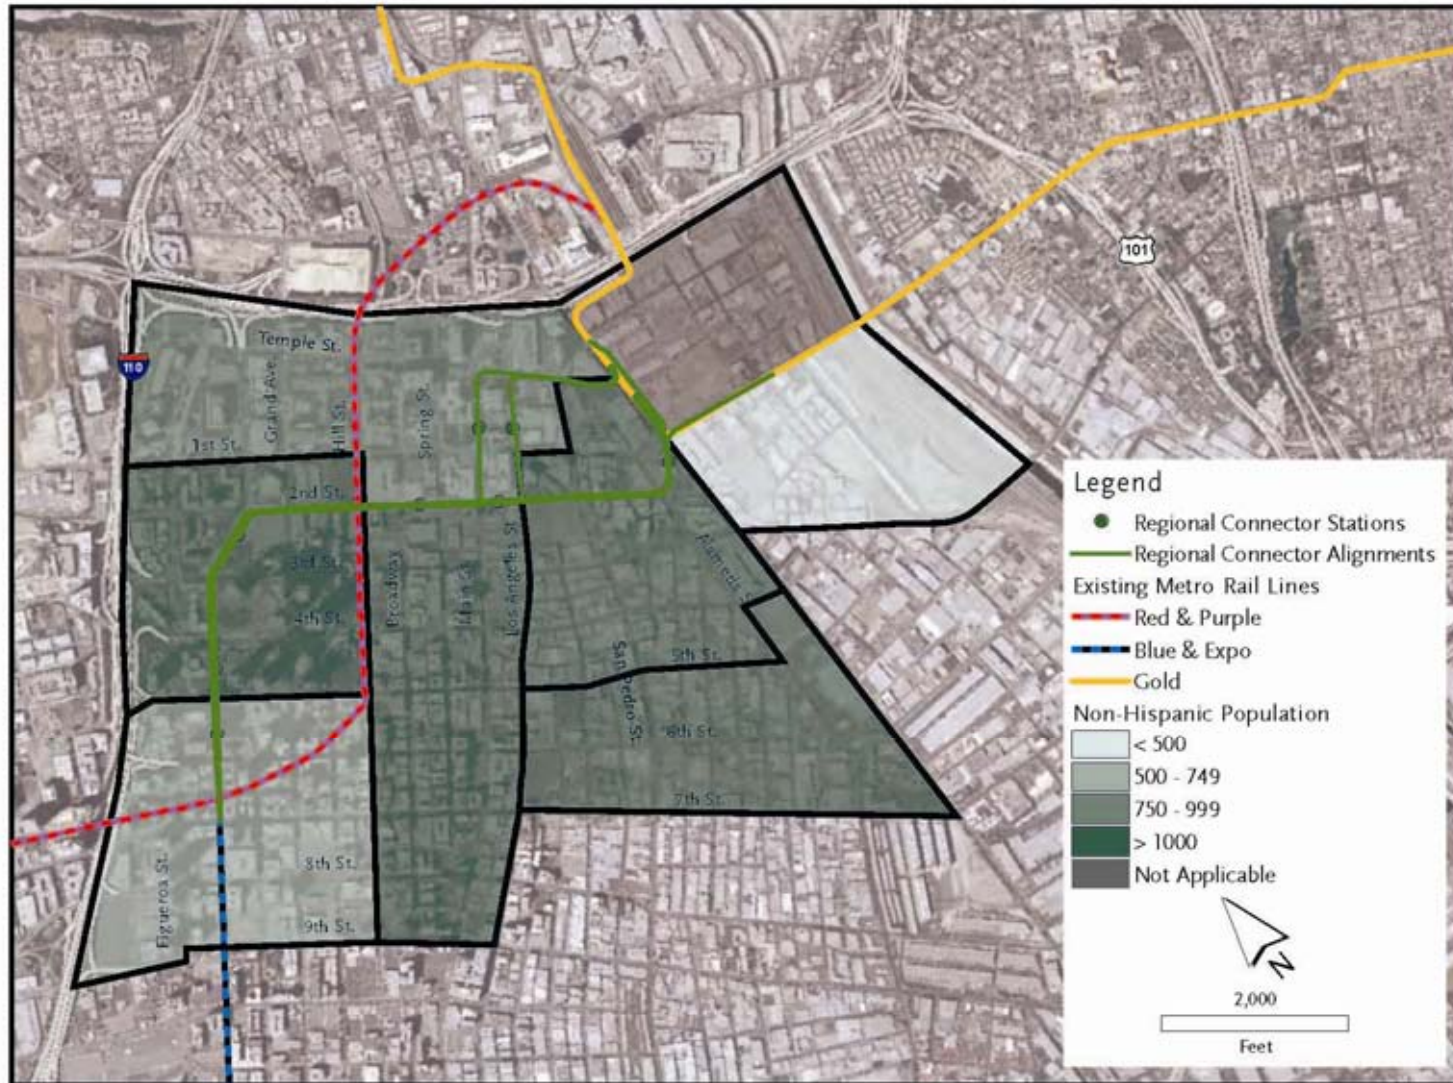 101
Temple St.
110
Grand Ave.
Hill St.
Spring St.
1st St.
2nd St.
3rd St.
4th St.
Broadway
Main St.
Los Angeles St.
Alameda St.
5th St.
San Pedro St.
6th St.
7th St.
8th St.
9th St.
Figueroa St.
Legend
Regional Connector Stations
Regional Connector Alignments
Existing Metro Rail Lines
Red & Purple
Blue & Expo
Gold
Non-Hispanic Population
< 500
500 - 749
750 - 999
> 1000
Not Applicable
N
2,000
Feet